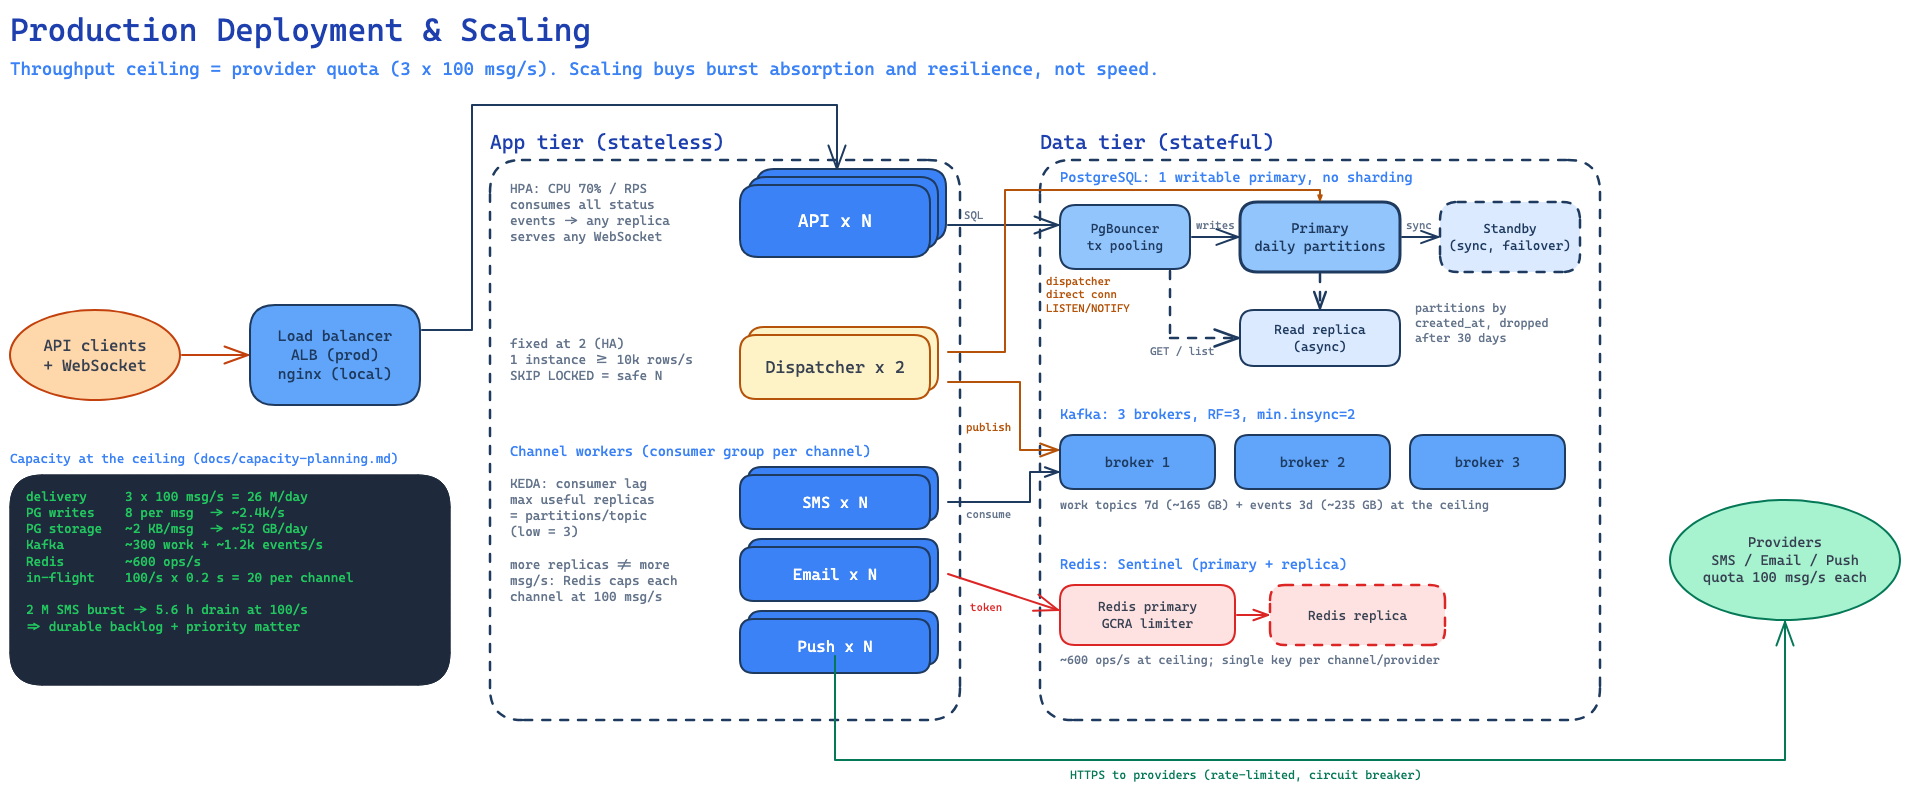 Production Deployment & Scaling
Throughput ceiling = provider quota (3 x 100 msg/s). Scaling buys burst absorption and resilience, not speed.
API clients
+ WebSocket
Load balancer
ALB (prod)
nginx (local)
Capacity at the ceiling (docs/capacity-planning.md)
delivery 3 x 100 msg/s = 26 M/day
PG writes 8 per msg → ~2.4k/s
PG storage ~2 KB/msg → ~52 GB/day
Kafka ~300 work + ~1.2k events/s
Redis ~600 ops/s
in-flight 100/s x 0.2 s = 20 per channel
2 M SMS burst → 5.6 h drain at 100/s
⇒ durable backlog + priority matter
App tier (stateless)
HPA: CPU 70% / RPS
consumes all status
events → any replica
serves any WebSocket
API x N
fixed at 2 (HA)
1 instance ≥ 10k rows/s
SKIP LOCKED = safe N
Dispatcher x 2
Channel workers (consumer group per channel)
KEDA: consumer lag
max useful replicas
= partitions/topic
(low = 3)
more replicas ≠ more
msg/s: Redis caps each
channel at 100 msg/s
SMS x N
Email x N
Push x N
SQL
publish
consume
token
Data tier (stateful)
PostgreSQL: 1 writable primary, no sharding
PgBouncer
tx pooling
writes
Primary
daily partitions
sync
Standby
(sync, failover)
dispatcher
direct conn
LISTEN/NOTIFY
GET / list
Read replica
(async)
partitions by
created_at, dropped
after 30 days
Kafka: 3 brokers, RF=3, min.insync=2
broker 1
broker 2
broker 3
work topics 7d (~165 GB) + events 3d (~235 GB) at the ceiling
Redis: Sentinel (primary + replica)
Redis primary
GCRA limiter
Redis replica
~600 ops/s at ceiling; single key per channel/provider
Providers
SMS / Email / Push
quota 100 msg/s each
HTTPS to providers (rate-limited, circuit breaker)